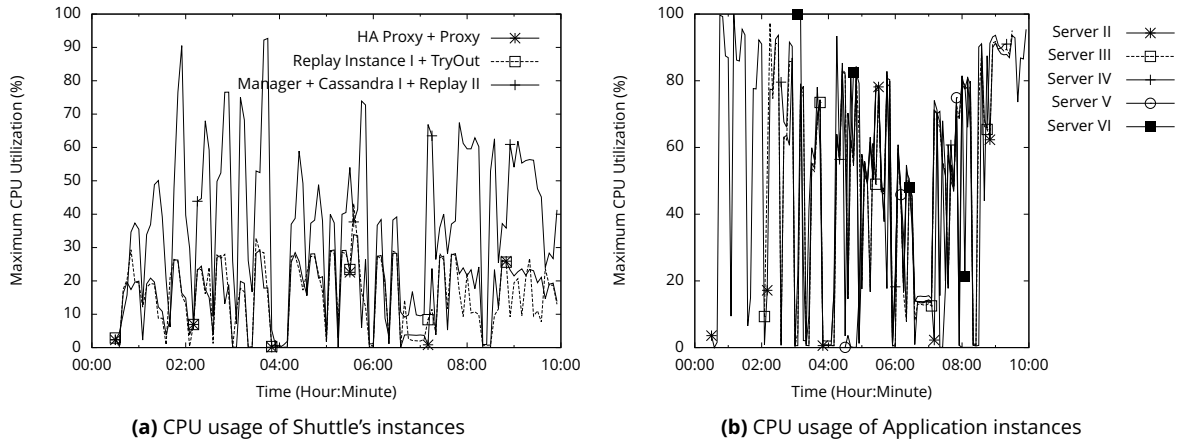 100
90
80
70
60
50
40
30
20
10
0
Maximum CPU Utilization (%)
HA Proxy + Proxy
Replay Instance I + TryOut
Manager + Cassandra I + Replay II
00:00 02:00 04:00 06:00 08:00 10:00
Time (Hour:Minute)
(a) CPU usage of Shuttle's instances
100
80
60
40
20
0
Maximum CPU Utilization (%)
00:00 02:00 04:00 06:00 08:00 10:00
Time (Hour:Minute)
Server II
Server III
Server IV
Server V
Server VI
(b) CPU usage of Application instances